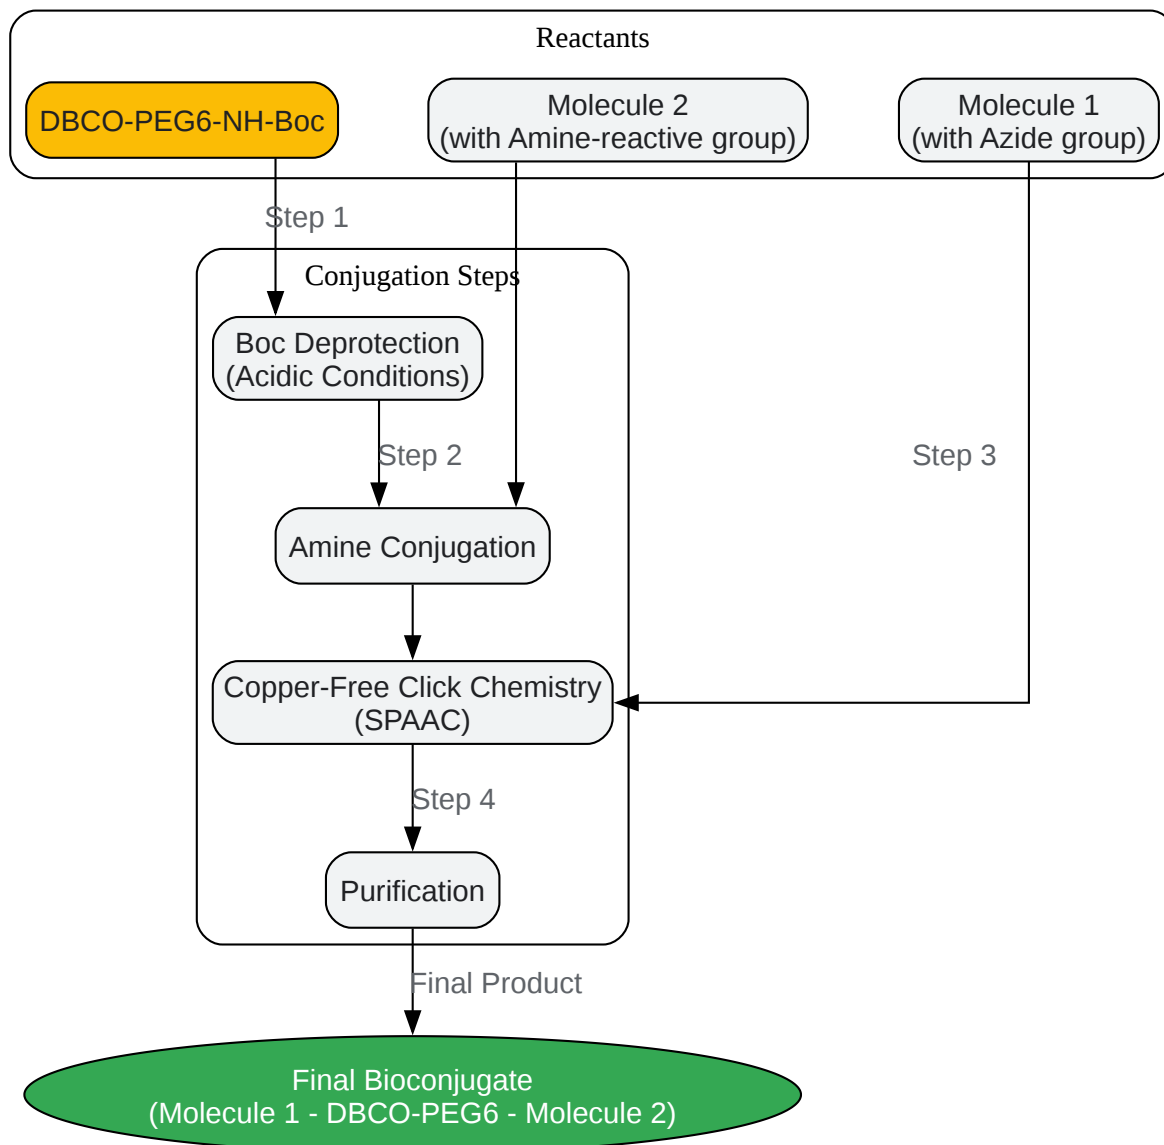 Reactants
DBCO-PEG6-NH-Boc
Molecule 2
(with Amine-reactive group)
Molecule 1
(with Azide group)
Step 1
Conjugation Steps
Boc Deprotection
(Acidic Conditions)
Step 2
Step 3
Amine Conjugation
Copper-Free Click Chemistry
(SPAAC)
Step 4
Purification
Final Product
Final Bioconjugate
(Molecule 1 - DBCO-PEG6 - Molecule 2)